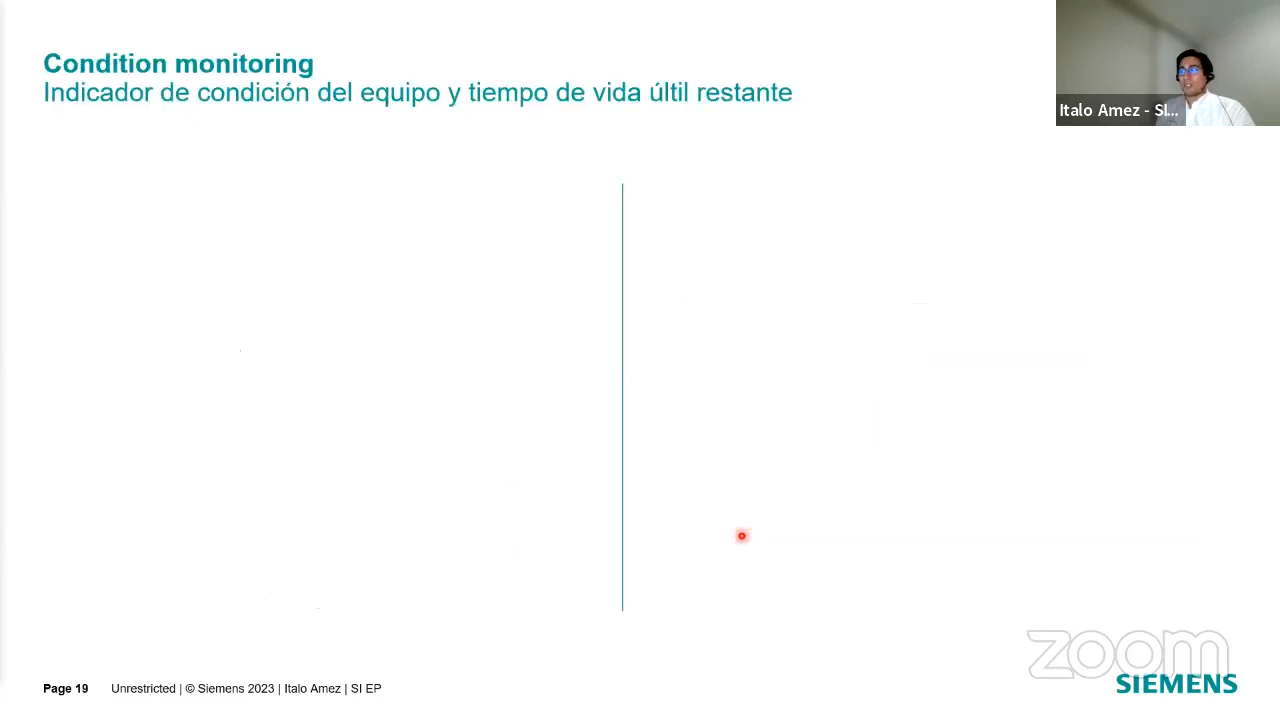 Condition monitoring
Indicador de condición del equipo y tiempo de vida últil restante
Italo Amez - SI...
zoom
SIEMENS
Page 19 Unrestricted | © Siemens 2023 | Italo Amez | SI EP